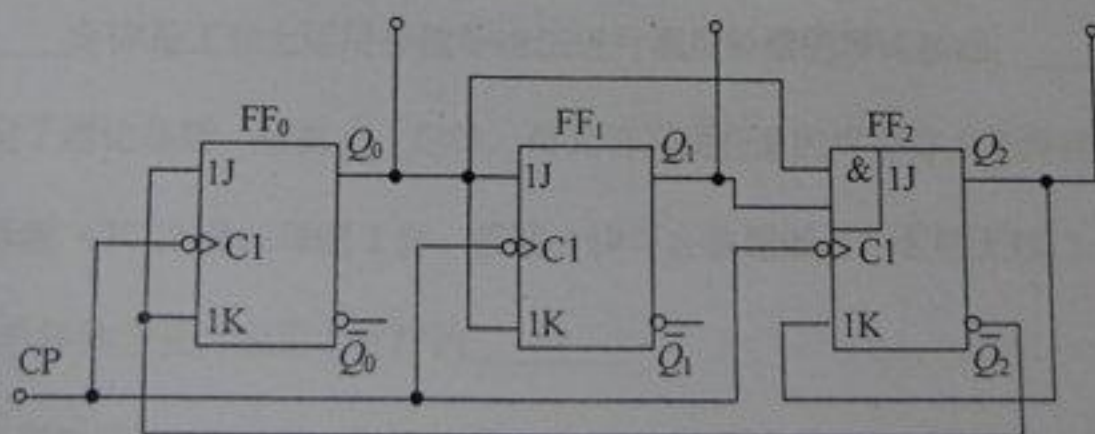 FF₀ Q₀ FF₁ Q₁ FF₂ Q₂
1J 1J & 1J
C1 C1 C1
1K 1K 1K
CP Q̅₀ Q̅₁ Q̅₂